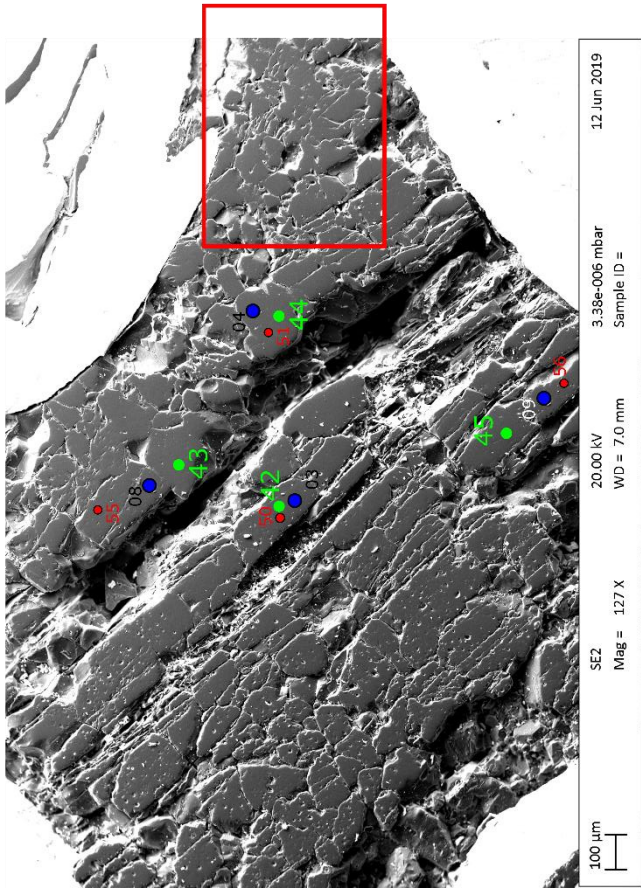 55
08
43
04
50
42
51
44
03
45
09
56
100 µm
SE2
Mag = 127 X
20.00 kV
WD = 7.0 mm
3.38e-006 mbar
Sample ID =
12 Jun 2019